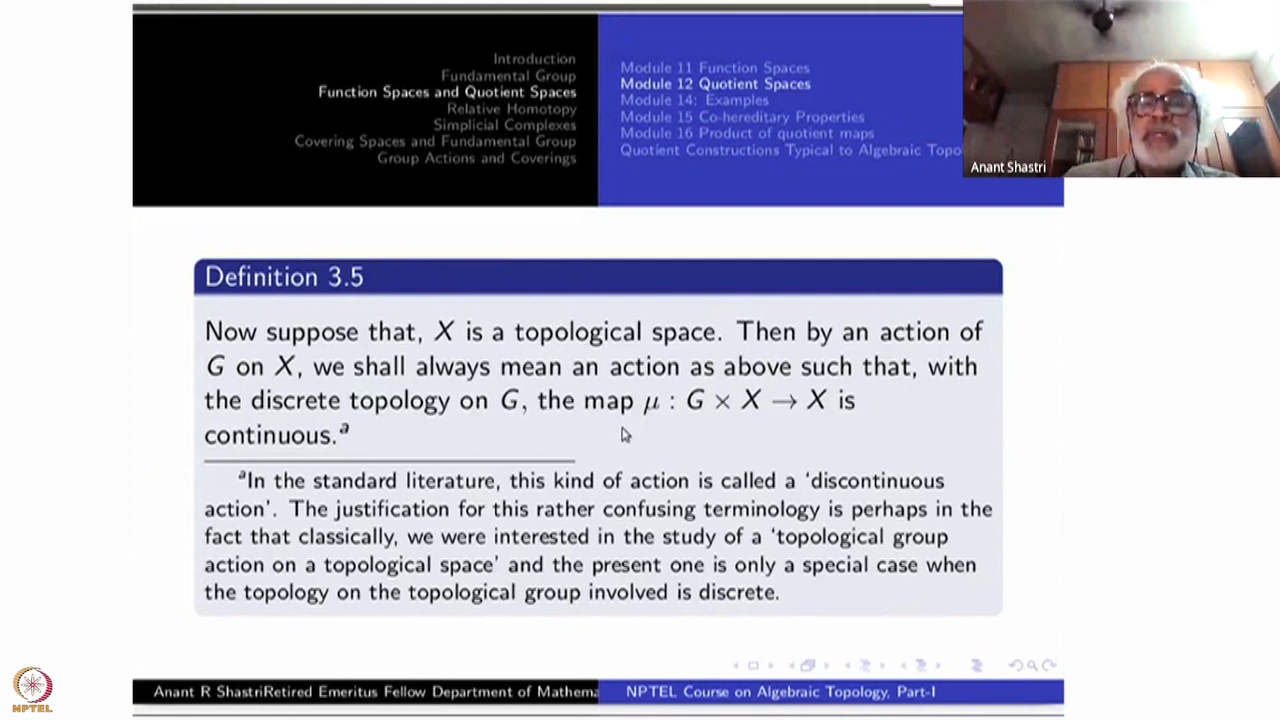 Introduction
Fundamental Group
Function Spaces and Quotient Spaces
Relative Homotopy
Simplicial Complexes
Covering Spaces and Fundamental Group
Group Actions and Coverings
Module 11 Function Spaces
Module 12 Quotient Spaces
Module 14: Examples
Module 15 Co-hereditary Properties
Module 16 Product of quotient maps
Quotient Constructions Typical to Algebraic Topo
Anant Shastri
Definition 3.5
Now suppose that, X is a topological space. Then by an action of
G on X, we shall always mean an action as above such that, with
the discrete topology on G, the map μ : G × X → X is
continuous.ᵃ
ᵃIn the standard literature, this kind of action is called a ‘discontinuous
action’. The justification for this rather confusing terminology is perhaps in the
fact that classically, we were interested in the study of a ‘topological group
action on a topological space’ and the present one is only a special case when
the topology on the topological group involved is discrete.
Anant R ShastriRetired Emeritus Fellow Department of Mathema
NPTEL Course on Algebraic Topology, Part-I
NPTEL